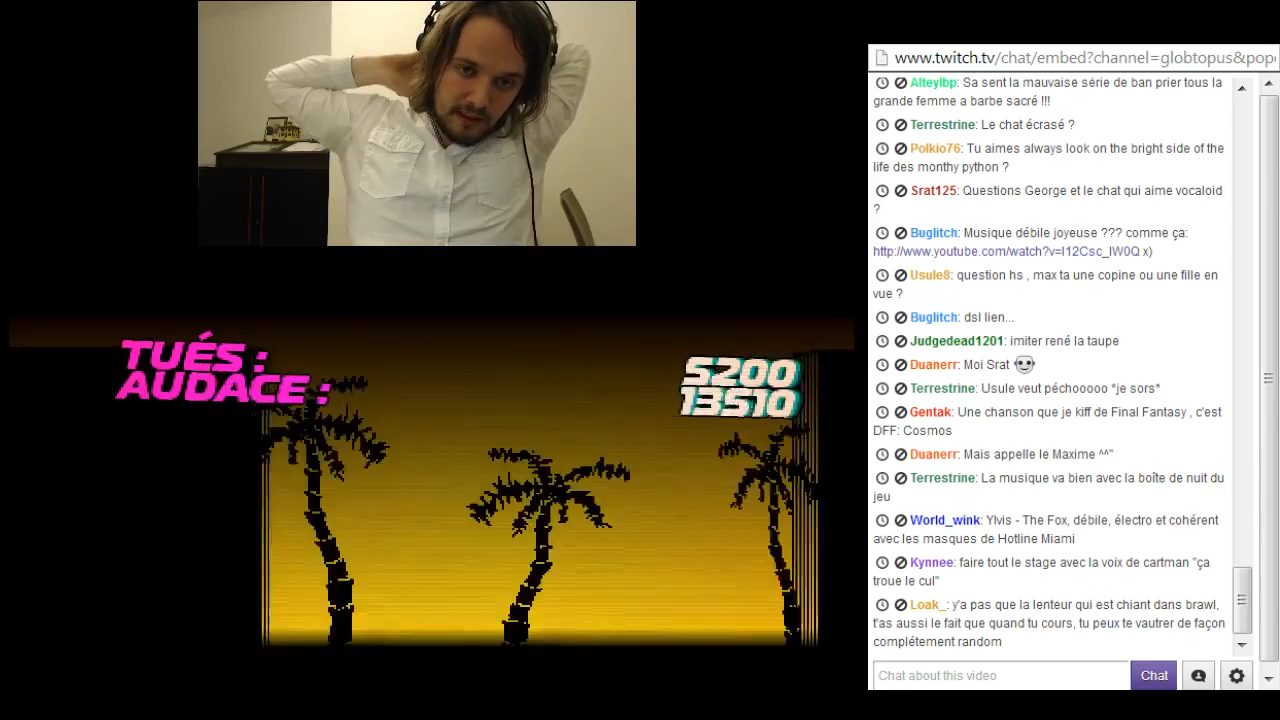 www.twitch.tv/chat/embed?channel=globtopus&pop
Alteylbp: Sa sent la mauvaise série de ban prier tous la
grande femme a barbe sacré !!!
Terrestrine: Le chat écrasé ?
Polkio76: Tu aimes always look on the bright side of the
life des monthy python ?
Srat125: Questions George et le chat qui aime vocaloid
?
Buglitch: Musique débile joyeuse ??? comme ça:
http://www.youtube.com/watch?v=I12Csc_lW0Q x)
Usule8: question hs , max ta une copine ou une fille en
vue ?
Buglitch: dsl lien...
Judgedead1201: imiter rené la taupe
Duanerr: Moi Srat
Terrestrine: Usule veut péchooooo *je sors*
Gentak: Une chanson que je kiff de Final Fantasy , c'est
DFF: Cosmos
Duanerr: Mais appelle le Maxime ^^"
Terrestrine: La musique va bien avec la boîte de nuit du
jeu
World_wink: Ylvis - The Fox, débile, électro et cohérent
avec les masques de Hotline Miami
Kynnee: faire tout le stage avec la voix de cartman "ça
troue le cul"
Loak_: y'a pas que la lenteur qui est chiant dans brawl,
t'as aussi le fait que quand tu cours, tu peux te vautrer de façon
complétement random
Chat about this video
Chat
TUÉS : 5200
AUDACE : 13510